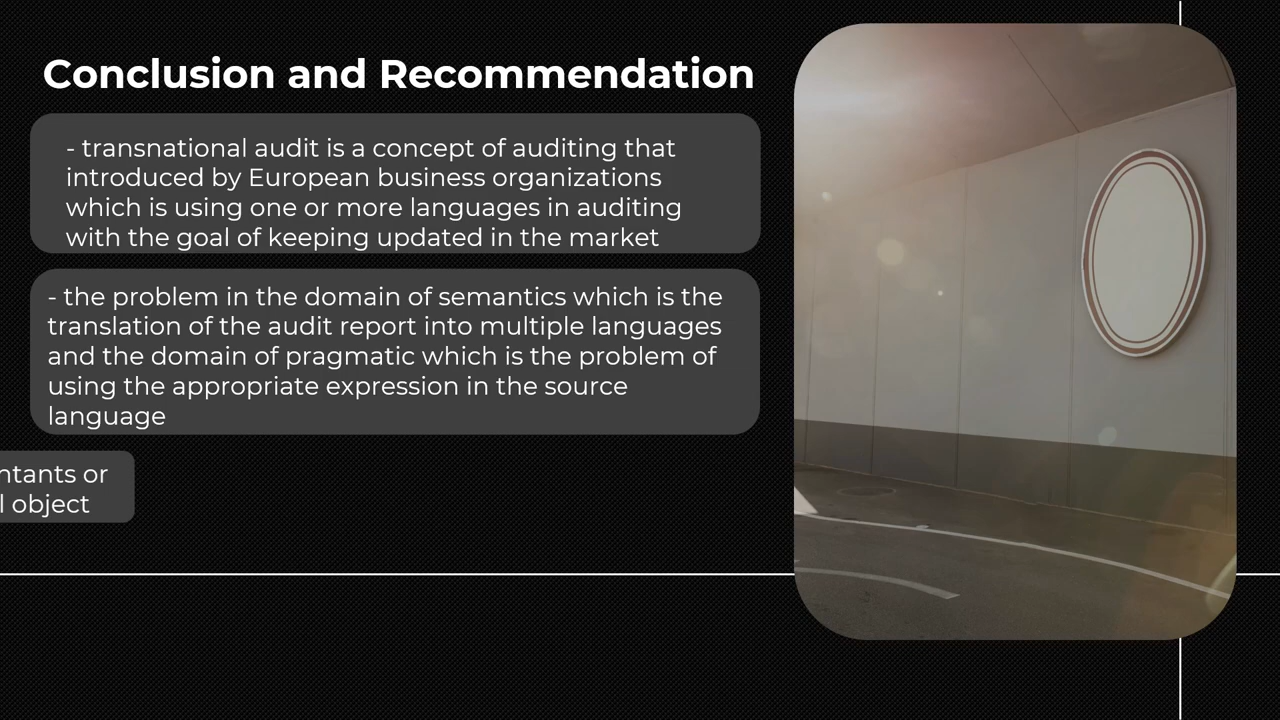 Conclusion and Recommendation
- transnational audit is a concept of auditing that
introduced by European business organizations
which is using one or more languages in auditing
with the goal of keeping updated in the market
- the problem in the domain of semantics which is the
translation of the audit report into multiple languages
and the domain of pragmatic which is the problem of
using the appropriate expression in the source
language
or
object